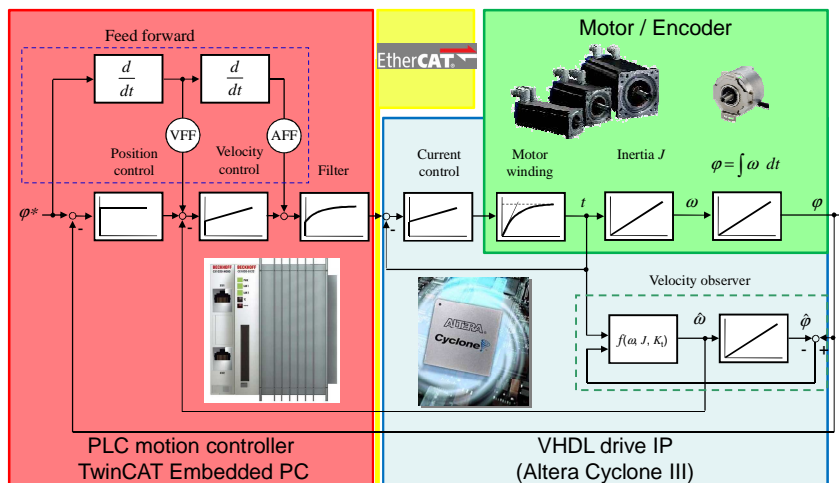 Feed forward
d
dt
d
dt
VFF
AFF
Position
control
Velocity
control
Filter
φ*
-
-
EtherCAT®
Motor / Encoder
Current
control
Motor
winding
Inertia J
φ = ∫ ω dt
t
ω
φ
-
BECKHOFF
ALTERA
Cyclone
Velocity observer
f(ω, J, Kt)
ω̂
φ̂
-
+
PLC motion controller
TwinCAT Embedded PC
VHDL drive IP
(Altera Cyclone III)